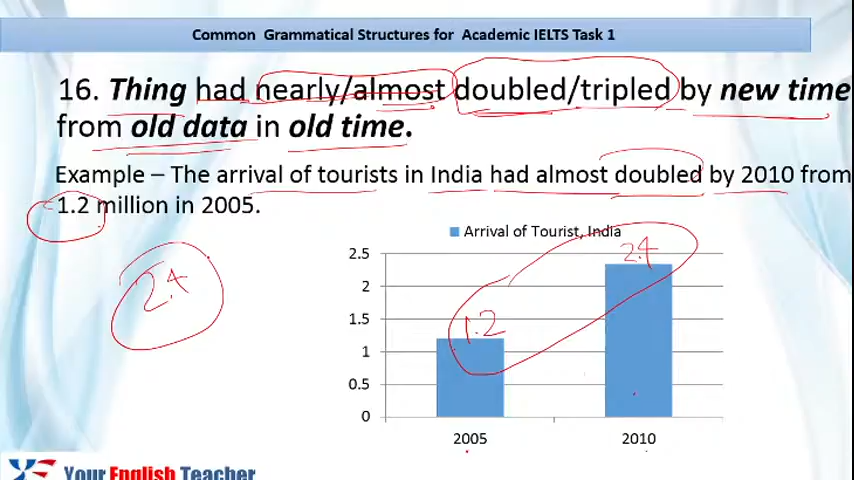 Common Grammatical Structures for Academic IELTS Task 1
16. Thing had nearly/almost doubled/tripled by new time
from old data in old time.
Example – The arrival of tourists in India had almost doubled by 2010 from
1.2 million in 2005.
Arrival of Tourist, India
2.5
2
1.5
1
0.5
0
2005 2010
1.2
2.4
2.4
Your English Teacher